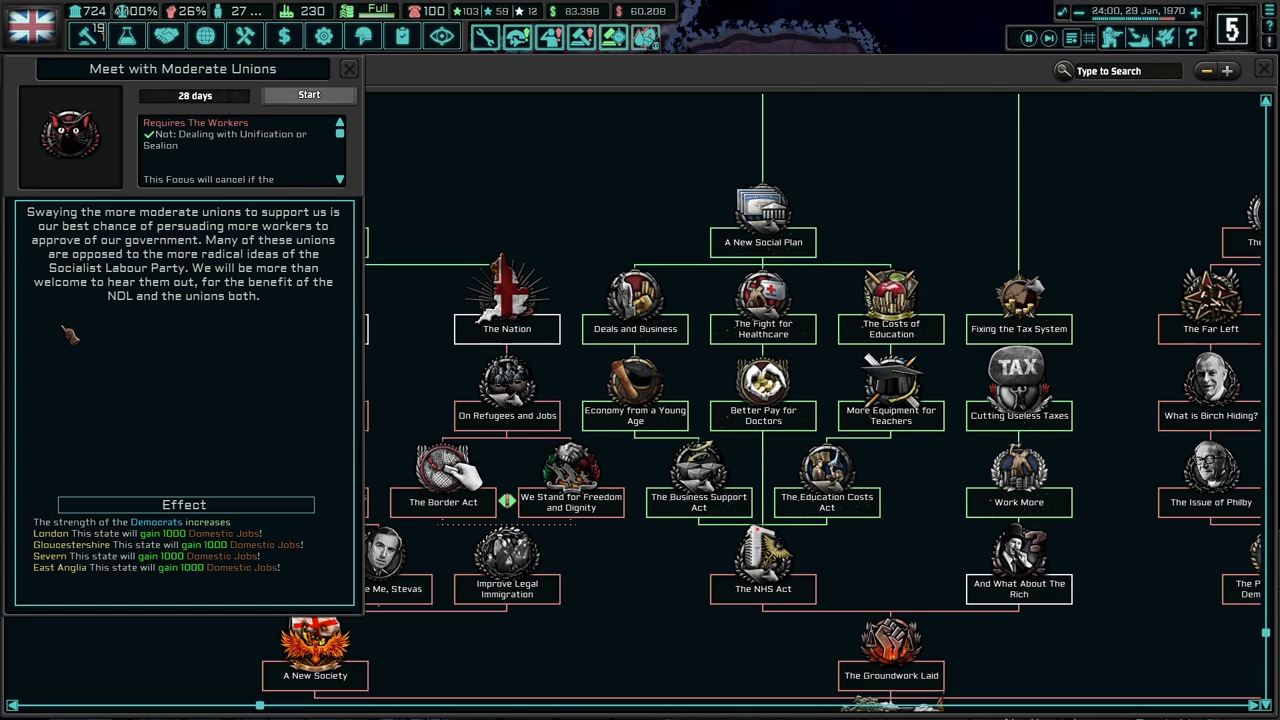 724 100% 26% 27 ... 230 Full 100 103 59 12 $ 83.39B $ 60.20B
24:00, 29 Jan, 1970
5
19
Meet with Moderate Unions
Type to Search
28 days
Start
Requires The Workers
Not: Dealing with Unification or
Sealion
This Focus will cancel if the
Swaying the more moderate unions to support us is
our best chance of persuading more workers to
approve of our government. Many of these unions
are opposed to the more radical ideas of the
Socialist Labour Party. We will be more than
welcome to hear them out, for the benefit of the
NDL and the unions both.
Effect
The strength of the Democrats increases
London This state will gain 1000 Domestic Jobs!
Gloucestershire This state will gain 1000 Domestic Jobs!
Severn This state will gain 1000 Domestic Jobs!
East Anglia This state will gain 1000 Domestic Jobs!
A New Social Plan
The Nation
Deals and Business
The Fight for
Healthcare
The Costs of
Education
Fixing the Tax System
The Far Left
TAX
On Refugees and Jobs
Economy from a Young
Age
Better Pay for
Doctors
More Equipment for
Teachers
Cutting Useless Taxes
What is Birch Hiding?
The Border Act
We Stand for Freedom
and Dignity
The Business Support
Act
The Education Costs
Act
Work More
The Issue of Philby
e Me, Stevas
Improve Legal
Immigration
The NHS Act
And What About The
Rich
The P
Dem
A New Society
The Groundwork Laid